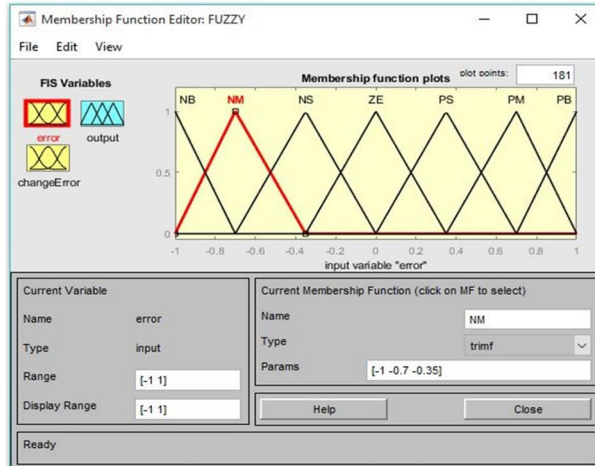 Membership Function Editor: FUZZY
File Edit View
FIS Variables
error
output
changeError
Membership function plots
plot points:
181
NB NM NS ZE PS PM PB
1
0.5
0
-1 -0.8 -0.6 -0.4 -0.2 0 0.2 0.4 0.6 0.8 1
input variable "error"
Current Variable
Name error
Type input
Range [-1 1]
Display Range [-1 1]
Current Membership Function (click on MF to select)
Name NM
Type trimf
Params [-1 -0.7 -0.35]
Help Close
Ready